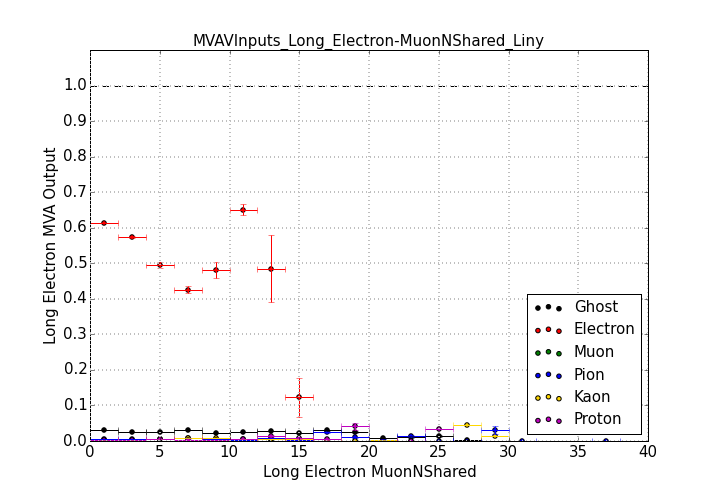 MVAVInputs_Long_Electron-MuonNShared_Liny
Long Electron MVA Output
1.0
0.9
0.8
0.7
0.6
0.5
0.4
0.3
0.2
0.1
0.0
Ghost
Electron
Muon
Pion
Kaon
Proton
0 5 10 15 20 25 30 35 40
Long Electron MuonNShared